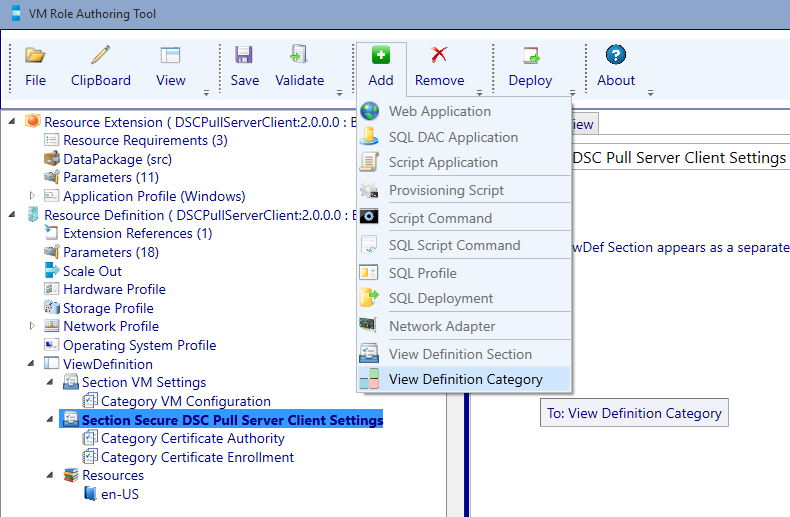 VM Role Authoring Tool
File
ClipBoard
View
Save
Validate
Add
Remove
Deploy
About
Resource Extension ( DSCPullServerClient:2.0.0.0 :
Resource Requirements (3)
DataPackage (src)
Parameters (11)
Application Profile (Windows)
Resource Definition ( DSCPullServerClient:2.0.0.0 :
Extension References (1)
Parameters (18)
Scale Out
Hardware Profile
Storage Profile
Network Profile
Operating System Profile
ViewDefinition
Section VM Settings
Category VM Configuration
Section Secure DSC Pull Server Client Settings
Category Certificate Authority
Category Certificate Enrollment
Resources
en-US
Web Application
SQL DAC Application
Script Application
Provisioning Script
Script Command
SQL Script Command
SQL Profile
SQL Deployment
Network Adapter
View Definition Section
View Definition Category
iew
DSC Pull Server Client Settings
wDef Section appears as a separate
To: View Definition Category